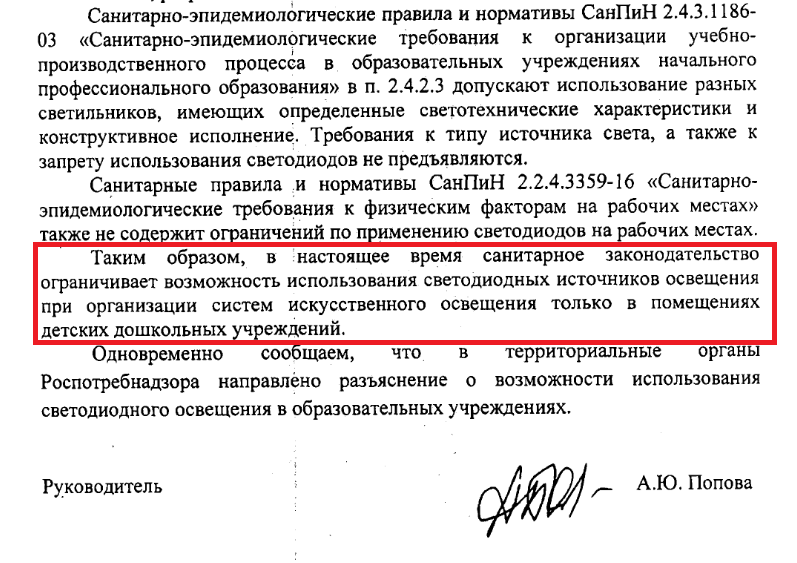 Санитарно-эпидемиологические правила и нормативы СанПиН 2.4.3.1186-
03 «Санитарно-эпидемиологические требования к организации учебно-
производственного процесса в образовательных учреждениях начального
профессионального образования» в п. 2.4.2.3 допускают использование разных
светильников, имеющих определенные светотехнические характеристики и
конструктивное исполнение. Требования к типу источника света, а также к
запрету использования светодиодов не предъявляются.
Санитарные правила и нормативы СанПиН 2.2.4.3359-16 «Санитарно-
эпидемиологические требования к физическим факторам на рабочих местах»
также не содержит ограничений по применению светодиодов на рабочих местах.
Таким образом, в настоящее время санитарное законодательство
ограничивает возможность использования светодиодных источников освещения
при организации систем искусственного освещения только в помещениях
детских дошкольных учреждений.
Одновременно сообщаем, что в территориальные органы
Роспотребнадзора направлено разъяснение о возможности использования
светодиодного освещения в образовательных учреждениях.
Руководитель
А.Ю. Попова